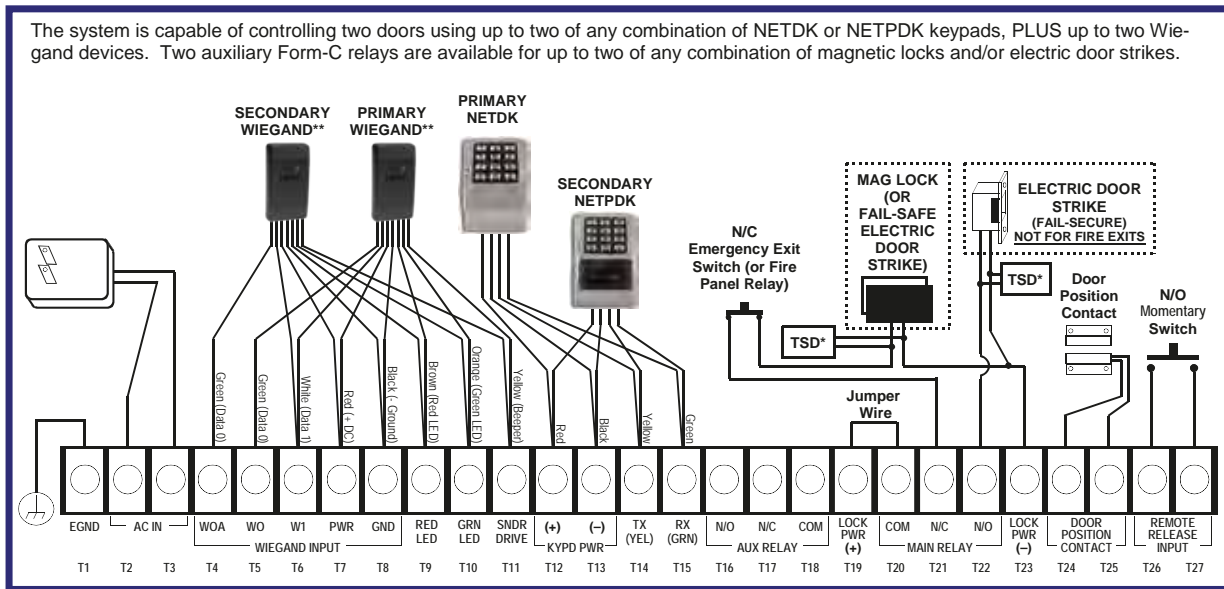 The system is capable of controlling two doors using up to two of any combination of NETDK or NETPDK keypads, PLUS up to two Wie-
gand devices. Two auxiliary Form-C relays are available for up to two of any combination of magnetic locks and/or electric door strikes.
SECONDARY
WIEGAND**
PRIMARY
WIEGAND**
PRIMARY
NETDK
SECONDARY
NETPDK
N/C
Emergency Exit
Switch (or Fire
Panel Relay)
MAG LOCK
(OR
FAIL-SAFE
ELECTRIC
DOOR
STRIKE)
TSD*
ELECTRIC DOOR
STRIKE
(FAIL-SECURE)
NOT FOR FIRE EXITS
TSD*
Door
Position
Contact
N/O
Momentary
Switch
Jumper
Wire
Green (Data 0)
Green (Data 0)
White (Data 1)
Red (+ DC)
Black (- Ground)
Brown (Red LED)
Orange (Green LED)
Yellow (Beeper)
Red
Black
Yellow
Green
EGND
AC IN
WOA
WO
W1
PWR
GND
WIEGAND INPUT
RED
LED
GRN
LED
SNDR
DRIVE
(+)
(–)
KYPD PWR
TX
(YEL)
RX
(GRN)
N/O
N/C
COM
AUX RELAY
LOCK
PWR
(+)
COM
N/C
N/O
MAIN RELAY
LOCK
PWR
(–)
DOOR
POSITION
CONTACT
REMOTE
RELEASE
INPUT
T1
T2
T3
T4
T5
T6
T7
T8
T9
T10
T11
T12
T13
T14
T15
T16
T17
T18
T19
T20
T21
T22
T23
T24
T25
T26
T27